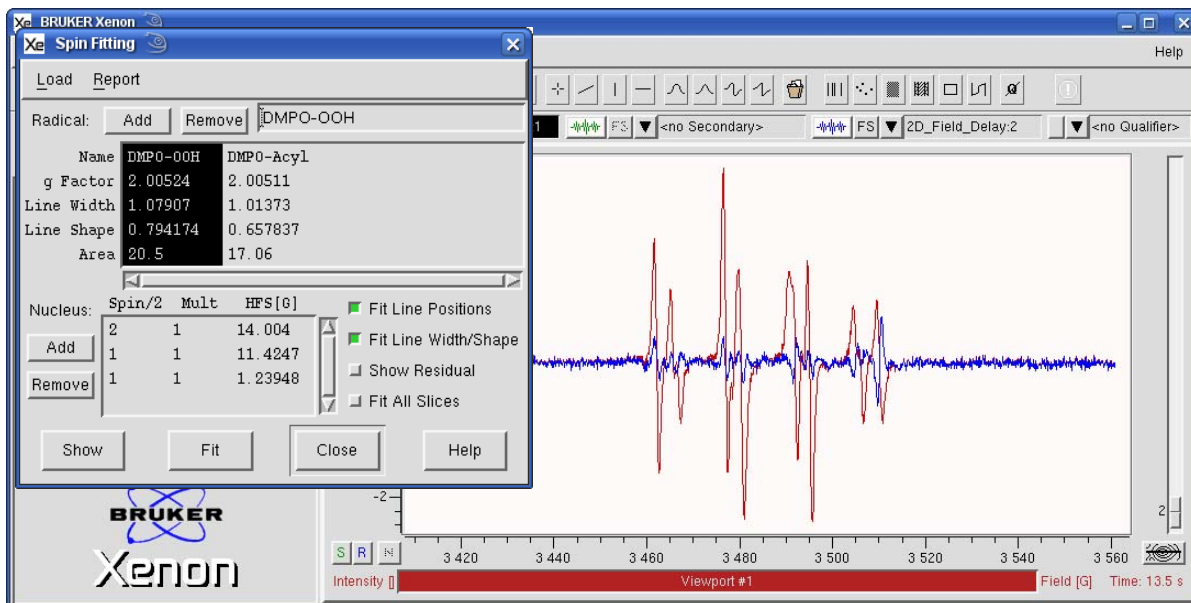 BRUKER Xenon
Xe Spin Fitting
Help
Load Report
Radical: Add Remove DMPO-OOH
1 FS <no Secondary> FS 2D_Field_Delay:2 <no Qualifier>
Name DMPO-OOH DMPO-Acyl
g Factor 2.00524 2.00511
Line Width 1.07907 1.01373
Line Shape 0.794174 0.657837
Area 20.5 17.06
Nucleus: Spin/2 Mult HFS[G]
2 1 14.004
1 1 11.4247
1 1 1.23948
Add
Remove
Fit Line Positions
Fit Line Width/Shape
Show Residual
Fit All Slices
Show Fit Close Help
-2
2
BRUKER
Xenon
S R N
3 420 3 440 3 460 3 480 3 500 3 520 3 540 3 560
Intensity [] Viewport #1 Field [G] Time: 13.5 s